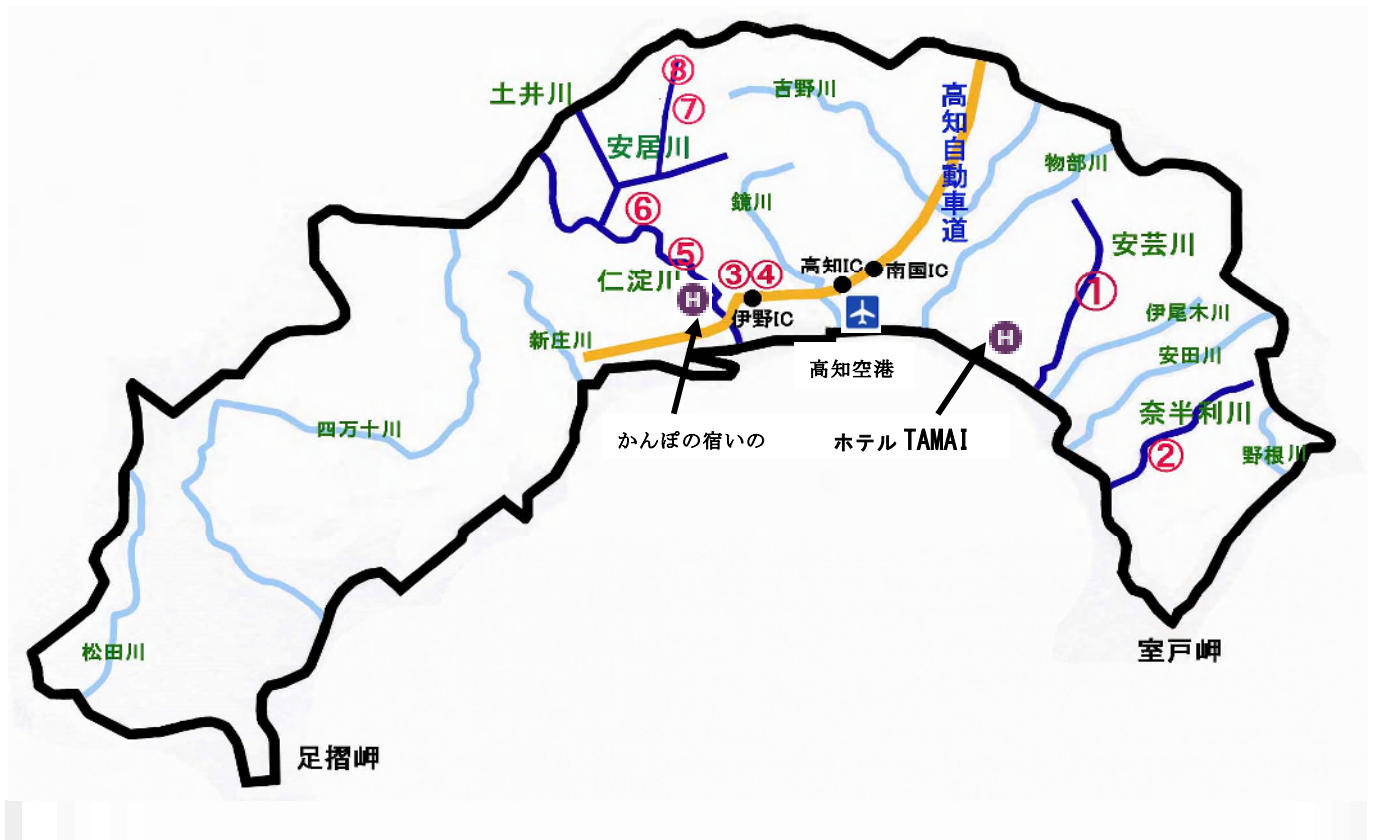 ⑧
土井川
吉野川
高知自動車道
⑦
安居川
物部川
鏡川
⑥
安芸川
⑤
仁淀川
③④
高知IC
南国IC
①
H
伊野IC
伊尾木川
新庄川
H
安田川
高知空港
奈半利川
四万十川
かんぽの宿いの
ホテル TAMAI
②
野根川
松田川
室戸岬
足摺岬